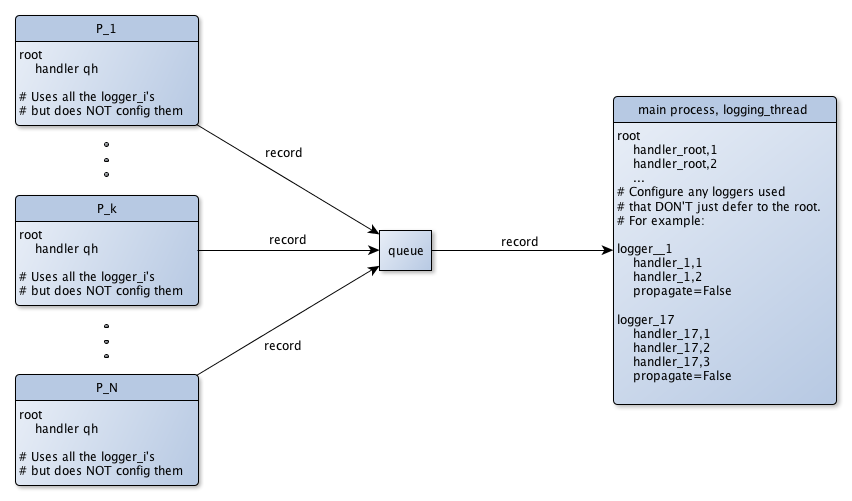 P_1
root
handler qh
# Uses all the logger_i's
# but does NOT config them
record
P_k
root
handler qh
# Uses all the logger_i's
# but does NOT config them
record
queue
record
P_N
root
handler qh
# Uses all the logger_i's
# but does NOT config them
record
main process, logging_thread
root
handler_root,1
handler_root,2
...
# Configure any loggers used
# that DON'T just defer to the root.
# For example:
logger__1
handler_1,1
handler_1,2
propagate=False
logger_17
handler_17,1
handler_17,2
handler_17,3
propagate=False